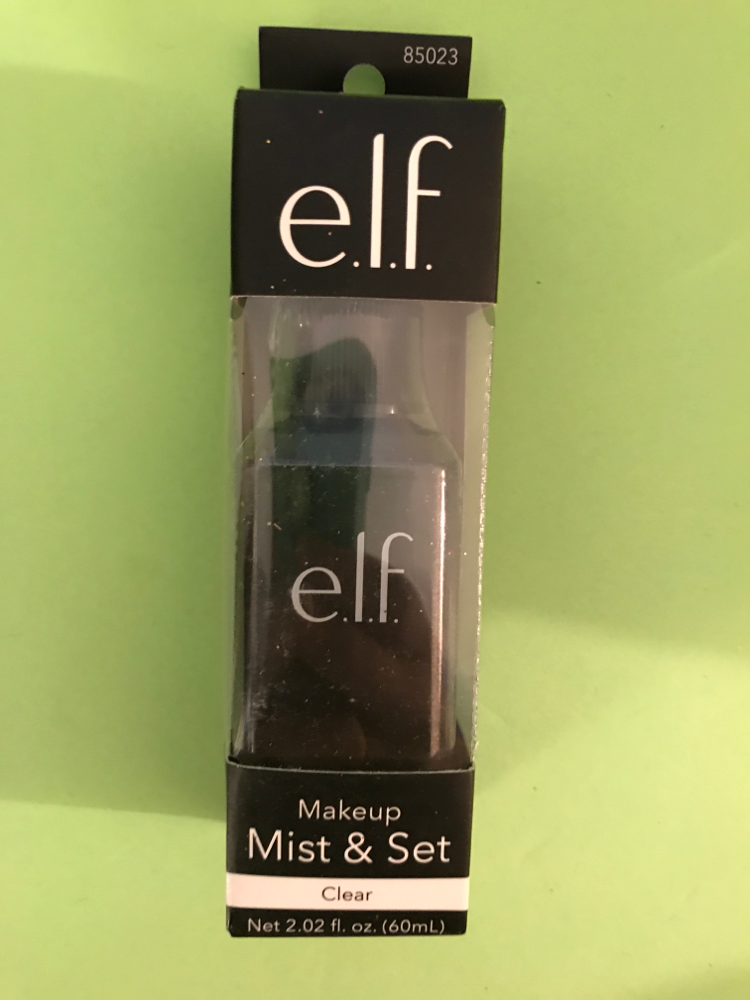 85023
e.l.f.
e.l.f.
Makeup
Mist & Set
Clear
Net 2.02 fl. oz. (60mL)